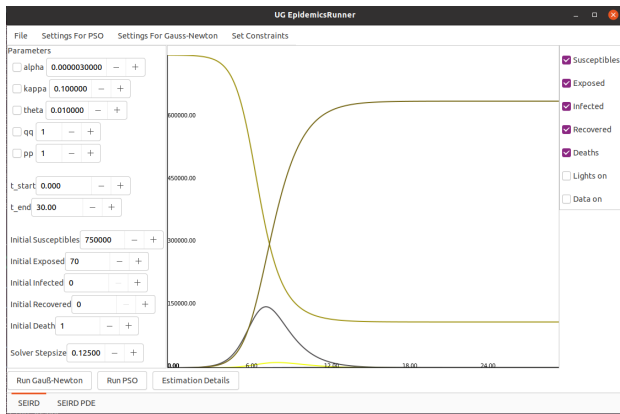 UG EpidemicsRunner
File Settings For PSO Settings For Gauss-Newton Set Constraints
Parameters
alpha 0.0000030000 − +
kappa 0.100000 − +
theta 0.010000 − +
qq 1 − +
pp 1 − +
t_start 0.000 − +
t_end 30.00 − +
Initial Susceptibles 750000 − +
Initial Exposed 70 − +
Initial Infected 0 − +
Initial Recovered 0 − +
Initial Death 1 − +
Solver Stepsize 0.12500 − +
600000.00
450000.00
300000.00
150000.00
0.00 6.00 12.00 18.00 24.00
Susceptibles
Exposed
Infected
Recovered
Deaths
Lights on
Data on
Run Gauß-Newton Run PSO Estimation Details
SEIRD SEIRD PDE